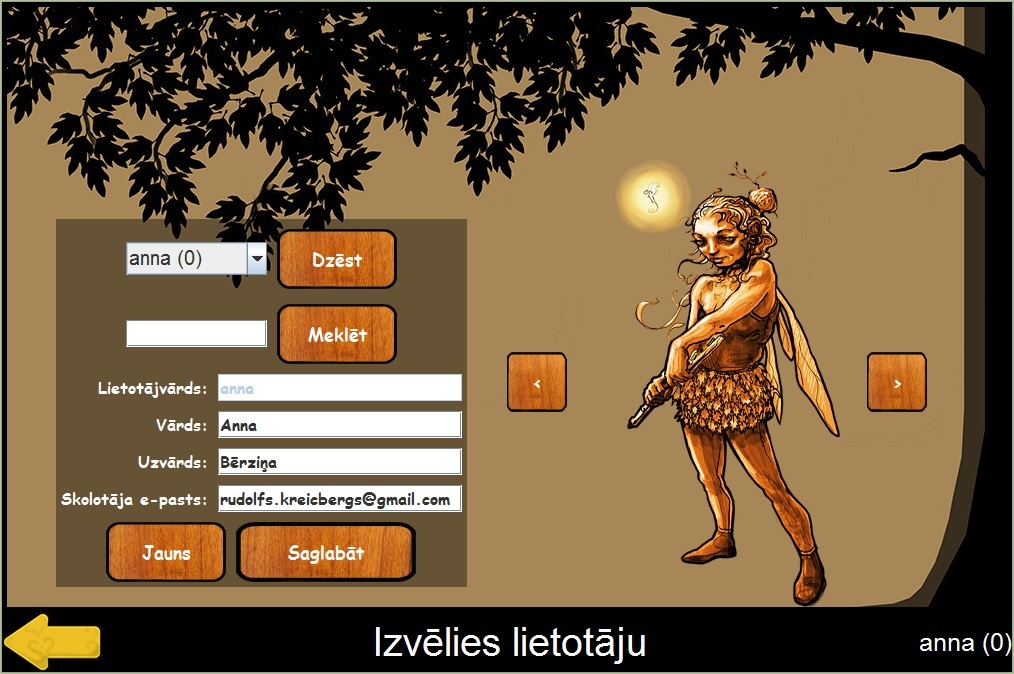 anna (0)
Dzēst
Meklēt
Lietotājvārds: anna
Vārds: Anna
Uzvārds: Bērziņa
Skolotāja e-pasts: rudolfs.kreicbergs@gmail.com
Jauns
Saglabāt
<
>
Izvēlies lietotāju
anna (0)